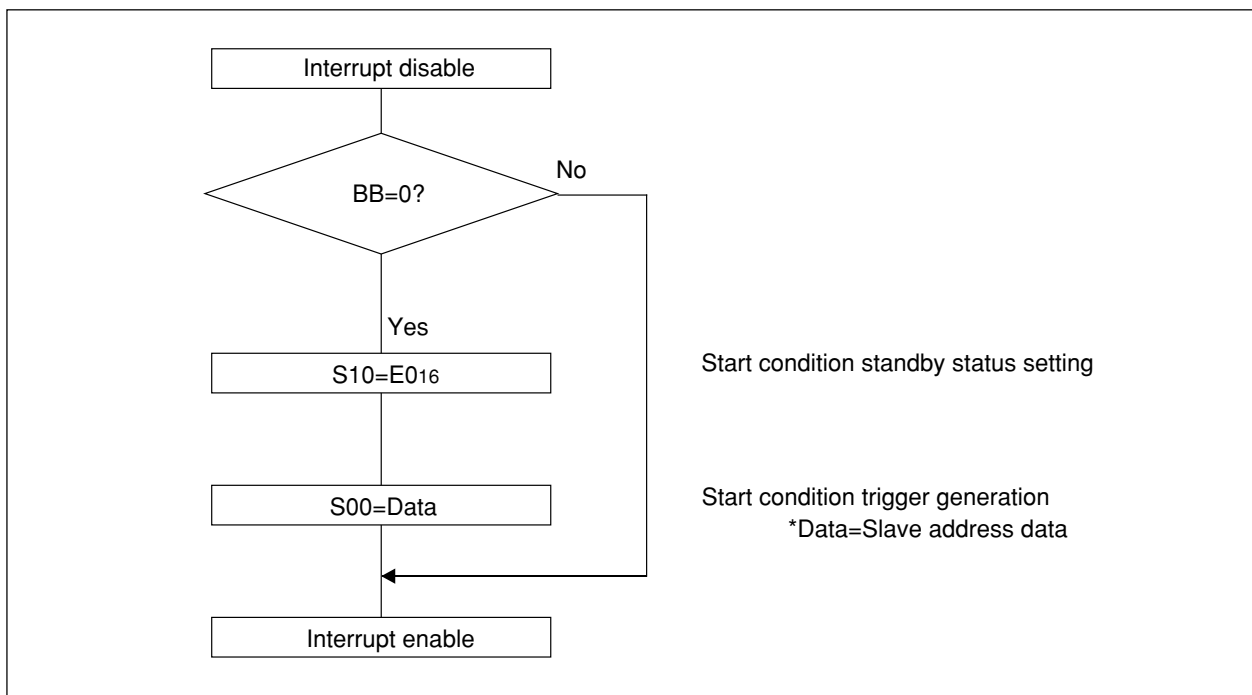 Interrupt disable
No
BB=0?
Yes
S10=E016
Start condition standby status setting
S00=Data
Start condition trigger generation
*Data=Slave address data
Interrupt enable